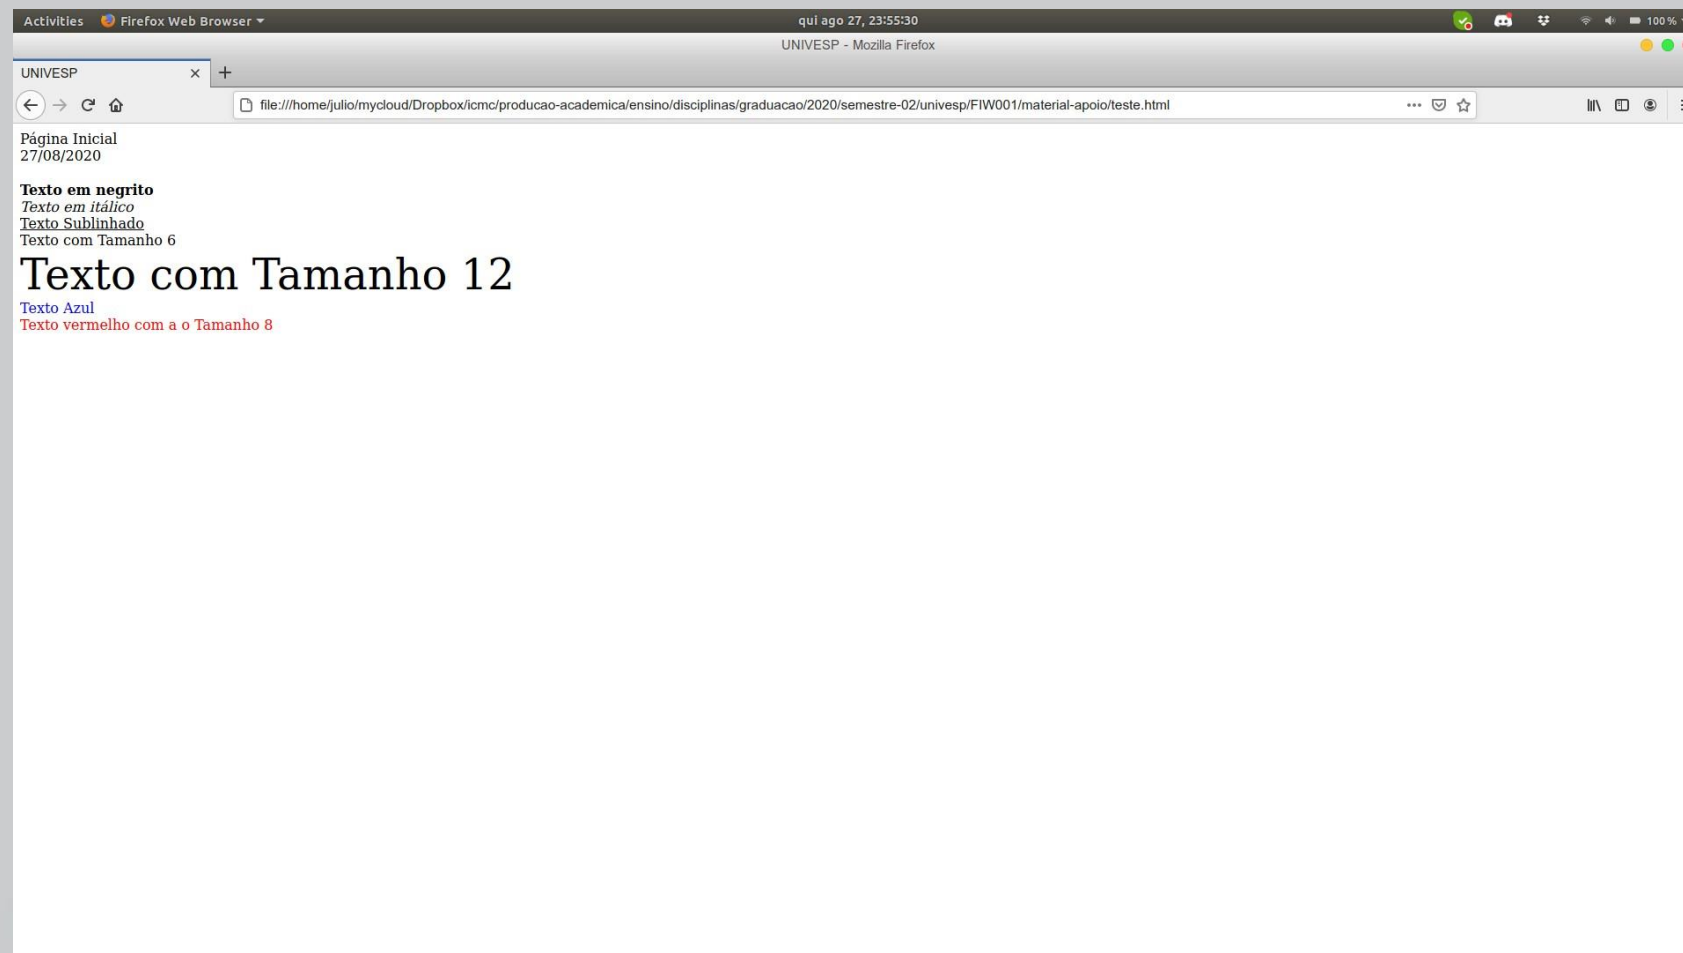 Activities Firefox Web Browser qui ago 27, 23:55:30 100 %
UNIVESP - Mozilla Firefox
UNIVESP
file:///home/julio/mycloud/Dropbox/icmc/producao-academica/ensino/disciplinas/graduacao/2020/semestre-02/univesp/FIW001/material-apoio/teste.html
Página Inicial
27/08/2020
Texto em negrito
Texto em itálico
Texto Sublinhado
Texto com Tamanho 6
Texto com Tamanho 12
Texto Azul
Texto vermelho com a o Tamanho 8